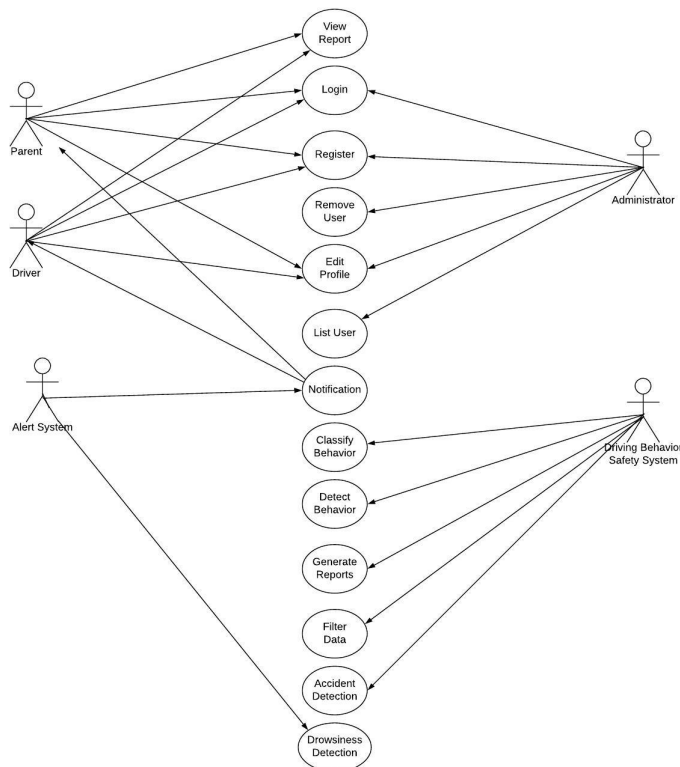 View
Report
Login
Parent
Register
Administrator
Remove
User
Driver
Edit
Profile
List User
Notification
Alert System
Classify
Behavior
Driving Behavior
Safety System
Detect
Behavior
Generate
Reports
Filter
Data
Accident
Detection
Drowsiness
Detection